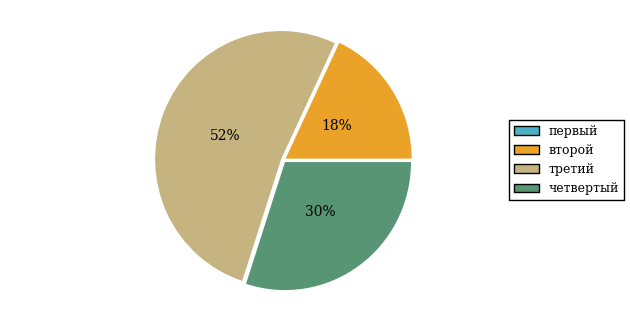 52%
18%
30%
первый
второй
третий
четвертый